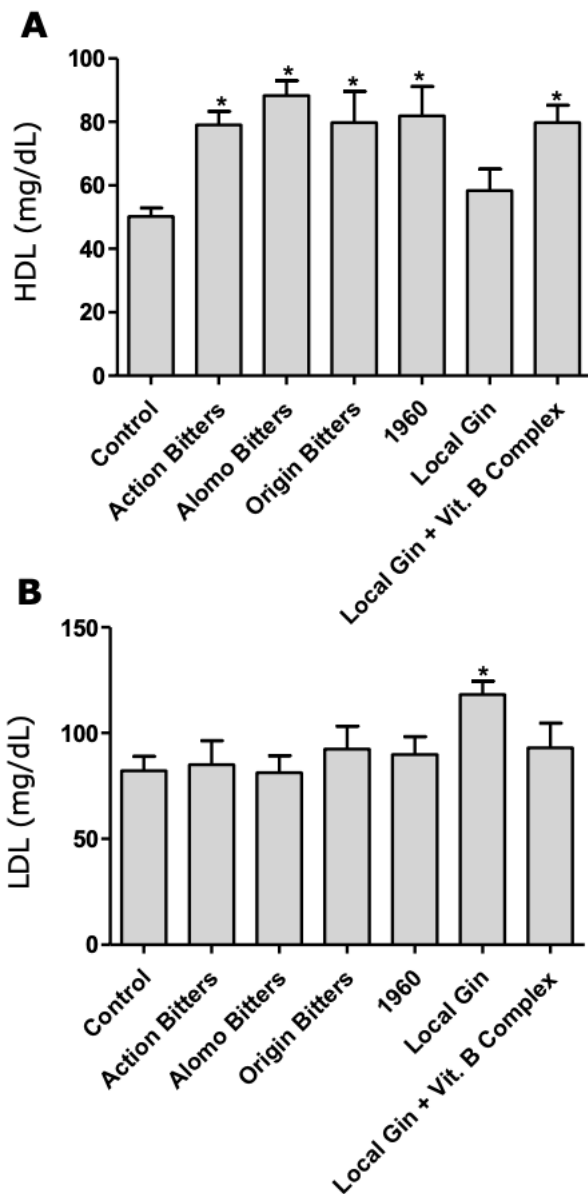 A
HDL (mg/dL)
100
80
60
40
20
0
* * * * *
Control
Action Bitters
Alomo Bitters
Origin Bitters
1960
Local Gin
Local Gin + Vit. B Complex
B
LDL (mg/dL)
150
100
50
0
*
Control
Action Bitters
Alomo Bitters
Origin Bitters
1960
Local Gin
Local Gin + Vit. B Complex